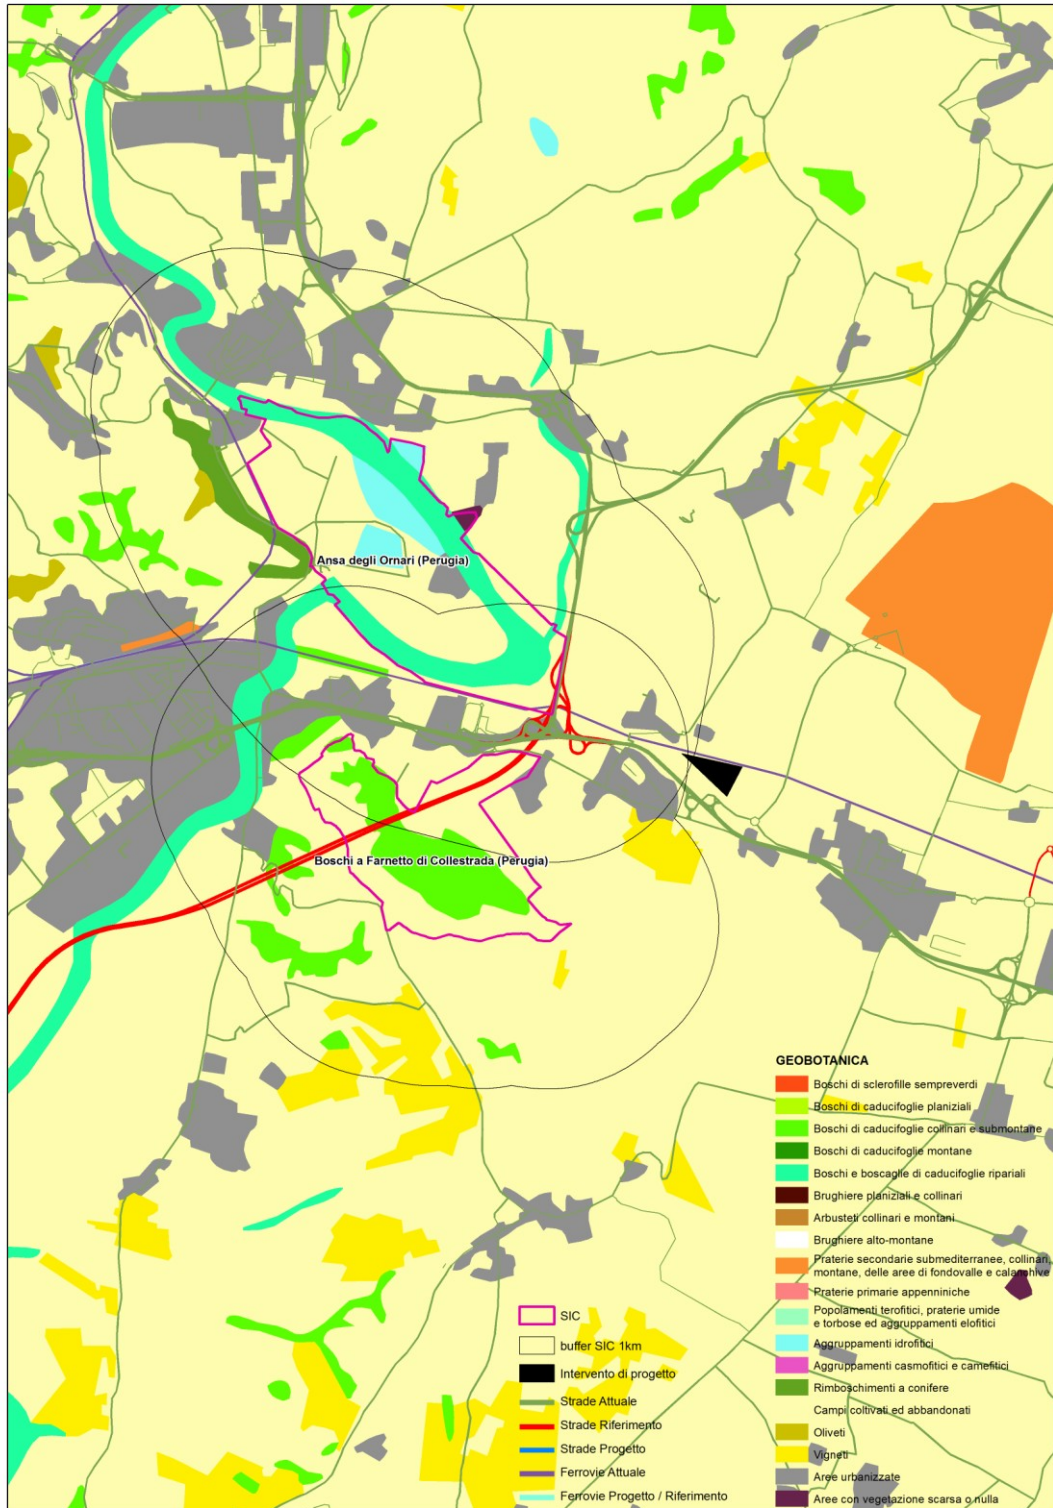 Ansa degli Ornari (Perugia)
Boschi a Farnetto di Collestrada (Perugia)
SIC
buffer SIC 1km
Intervento di progetto
Strade Attuale
Strade Riferimento
Strade Progetto
Ferrovie Attuale
Ferrovie Progetto / Riferimento
GEOBOTANICA
Boschi di sclerofille sempreverdi
Boschi di caducifoglie planiziali
Boschi di caducifoglie collinari e submontane
Boschi di caducifoglie montane
Boschi e boscaglie di caducifoglie ripariali
Brughiere planiziali e collinari
Arbusteti collinari e montani
Brughiere alto-montane
Praterie secondarie submediterranee, collinari,
montane, delle aree di fondovalle e calanchive
Praterie primarie appenniniche
Popolamenti terofitici, praterie umide
e torbose ed aggruppamenti elofitici
Aggruppamenti idrofitici
Aggruppamenti casmofitici e camefitici
Rimboschimenti a conifere
Campi coltivati ed abbandonati
Oliveti
Vigneti
Aree urbanizzate
Aree con vegetazione scarsa o nulla